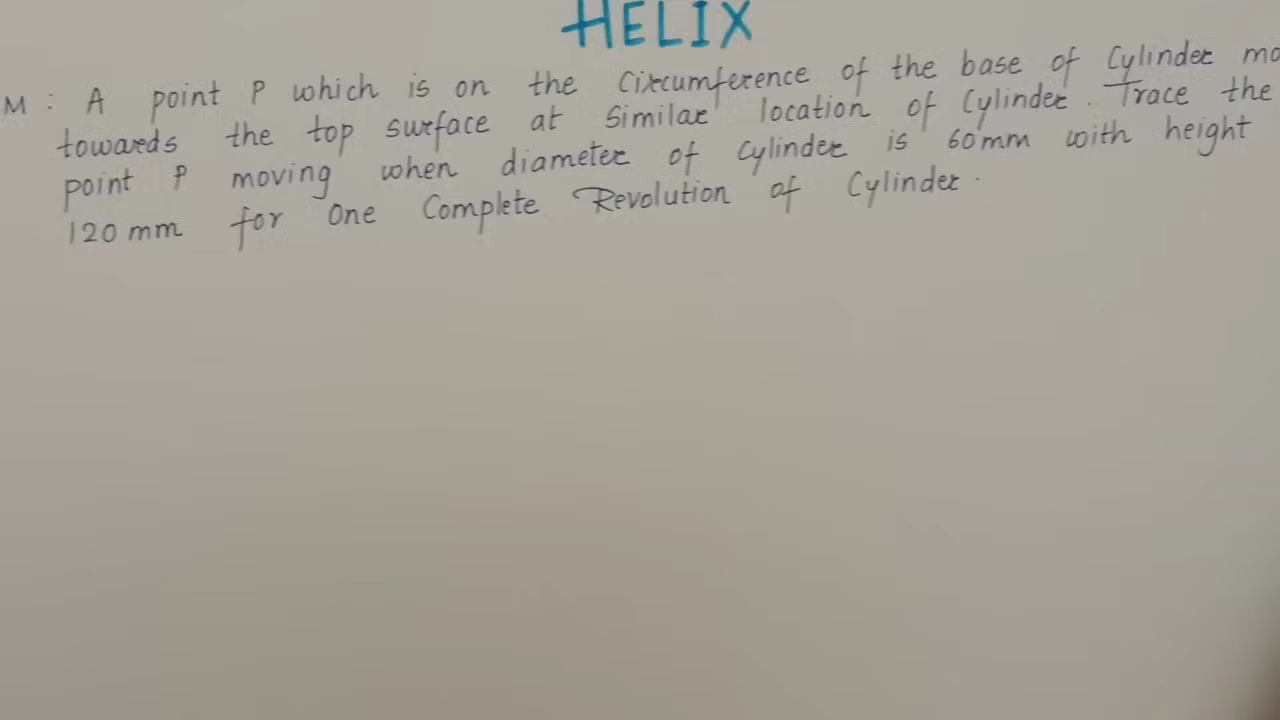 HELIX
M : A point P which is on the Circumference of the base of Cylinder mo
towards the top surface at Similar location of Cylinder. Trace the
point P moving when diameter of Cylinder is 60mm with height
120 mm for One Complete Revolution of Cylinder.